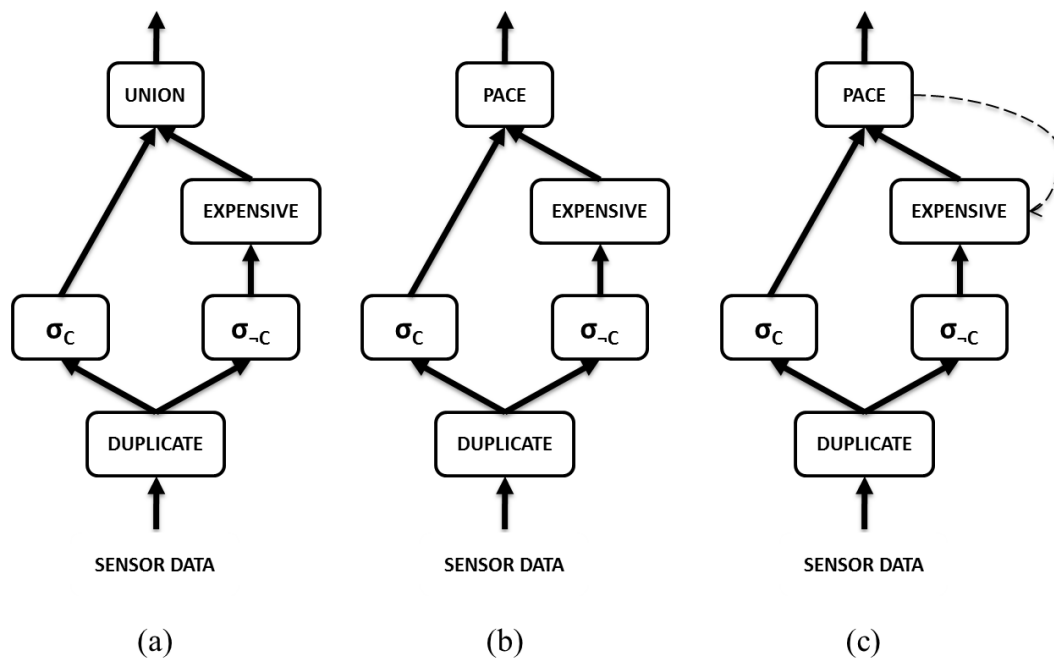 UNION
EXPENSIVE
σC
σ¬C
DUPLICATE
SENSOR DATA
(a)
PACE
EXPENSIVE
σC
σ¬C
DUPLICATE
SENSOR DATA
(b)
PACE
EXPENSIVE
σC
σ¬C
DUPLICATE
SENSOR DATA
(c)